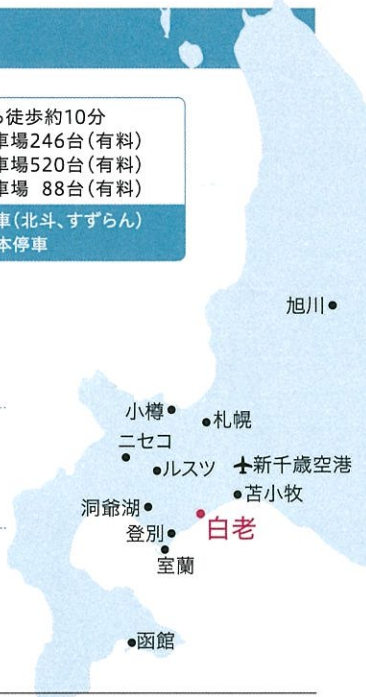 ら徒歩約10分
車場246台(有料)
車場520台(有料)
車場 88台(有料)
車(北斗、すずらん)
本停車
旭川
小樽
札幌
ニセコ
ルスツ
新千歳空港
苫小牧
洞爺湖
白老
登別
室蘭
函館